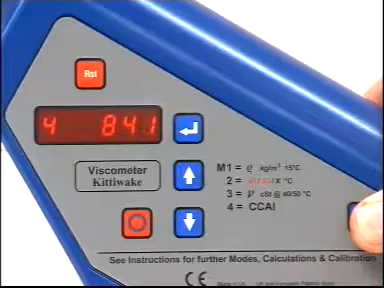 Rst
4 841
Viscometer
Kittiwake
M1 = ϱ kg/m³ 15°C
2 = / X °C
3 = ν cSt @ 40/50 °C
4 = CCAI
See Instructions for further Modes, Calculations & Calibration
CE